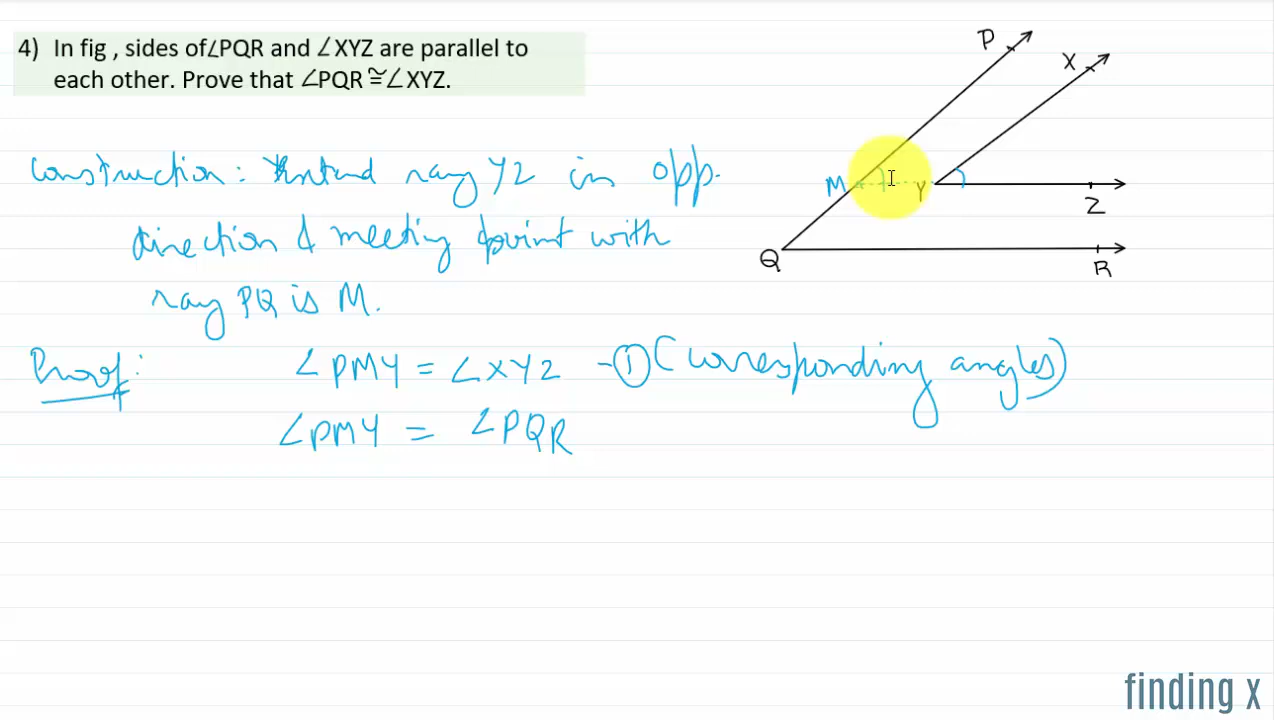 4) In fig , sides of∠PQR and ∠XYZ are parallel to
each other. Prove that ∠PQR ≅∠ XYZ.
P
X
Construction: Extend ray YZ in opp.
M
Y
Z
direction & meeting point with
Q
R
ray PQ is M.
Proof: ∠PMY = ∠XYZ -① (Corresponding angles)
∠PMY = ∠PQR
finding x